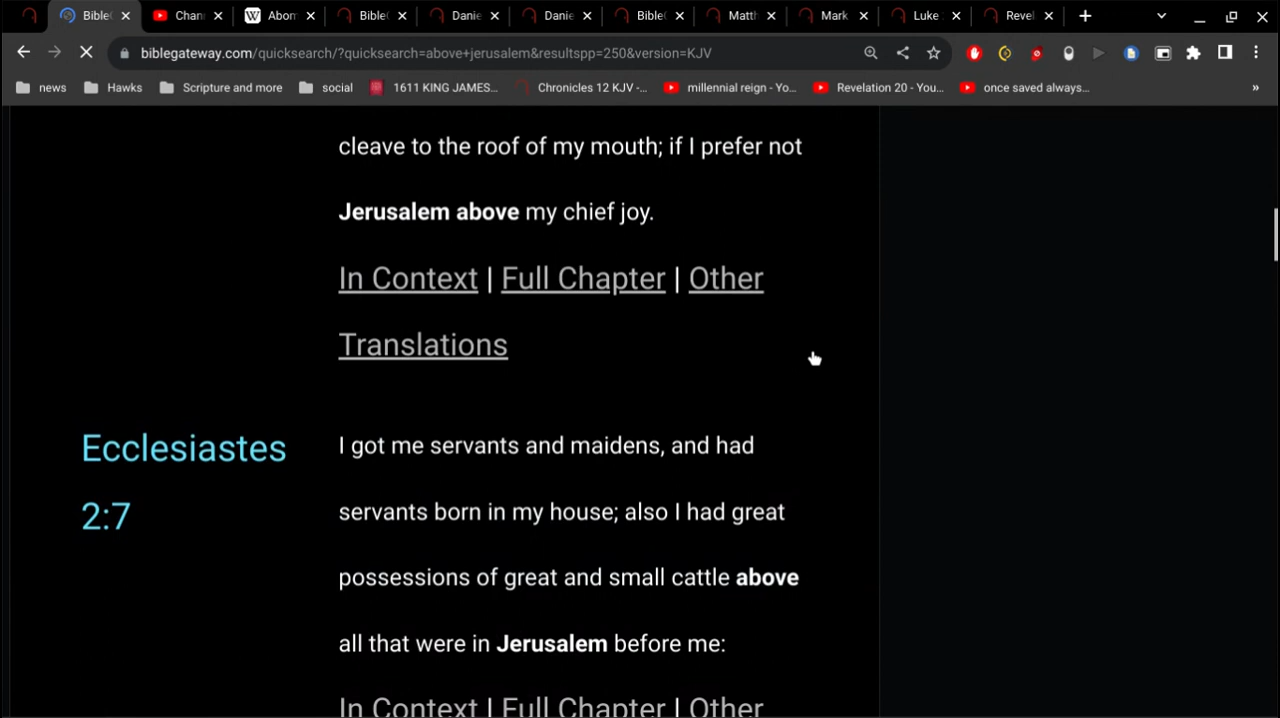 Bible
Chann
W Abom
Bible
Danie
Danie
Bible
Matth
Mark
Luke
Revel
biblegateway.com/quicksearch/?quicksearch=above+jerusalem&resultspp=250&version=KJV
news
Hawks
Scripture and more
social
1611 KING JAMES...
Chronicles 12 KJV -...
millennial reign - Yo...
Revelation 20 - You...
once saved always...
»
cleave to the roof of my mouth; if I prefer not
Jerusalem above my chief joy.
In Context | Full Chapter | Other
Translations
Ecclesiastes
2:7
I got me servants and maidens, and had
servants born in my house; also I had great
possessions of great and small cattle above
all that were in Jerusalem before me:
In Context | Full Chapter | Other